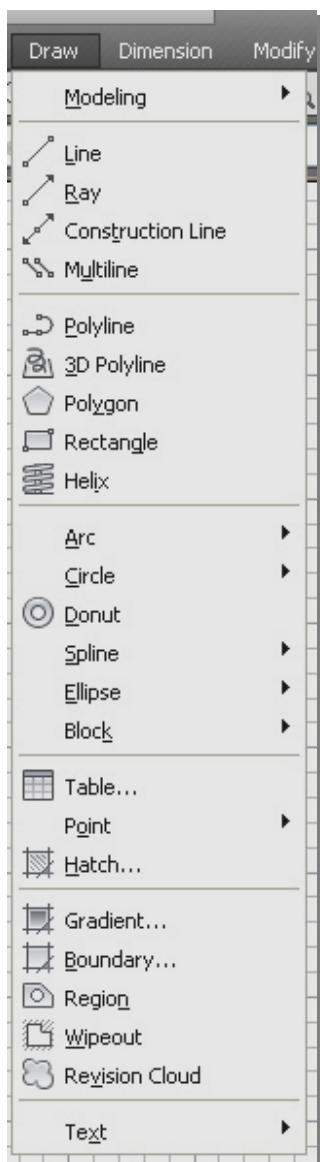 Draw Dimension Modify
Modeling
Line
Ray
Construction Line
Multiline
Polyline
3D Polyline
Polygon
Rectangle
Helix
Arc
Circle
Donut
Spline
Ellipse
Block
Table...
Point
Hatch...
Gradient...
Boundary...
Region
Wipeout
Revision Cloud
Text